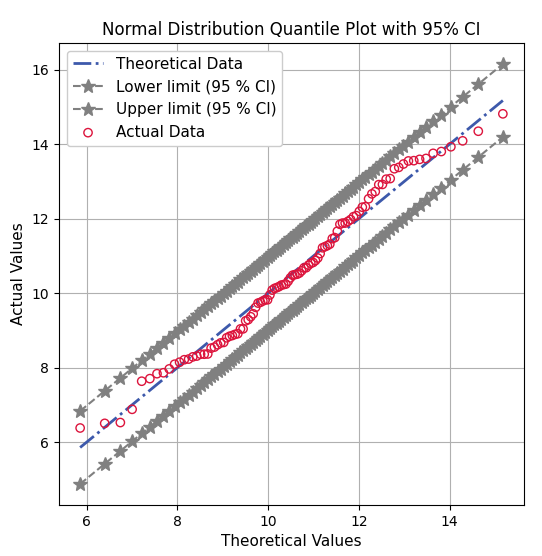 Normal Distribution Quantile Plot with 95% CI
Theoretical Data
Lower limit (95 % CI)
Upper limit (95 % CI)
Actual Data
Actual Values
16
14
12
10
8
6
6 8 10 12 14
Theoretical Values